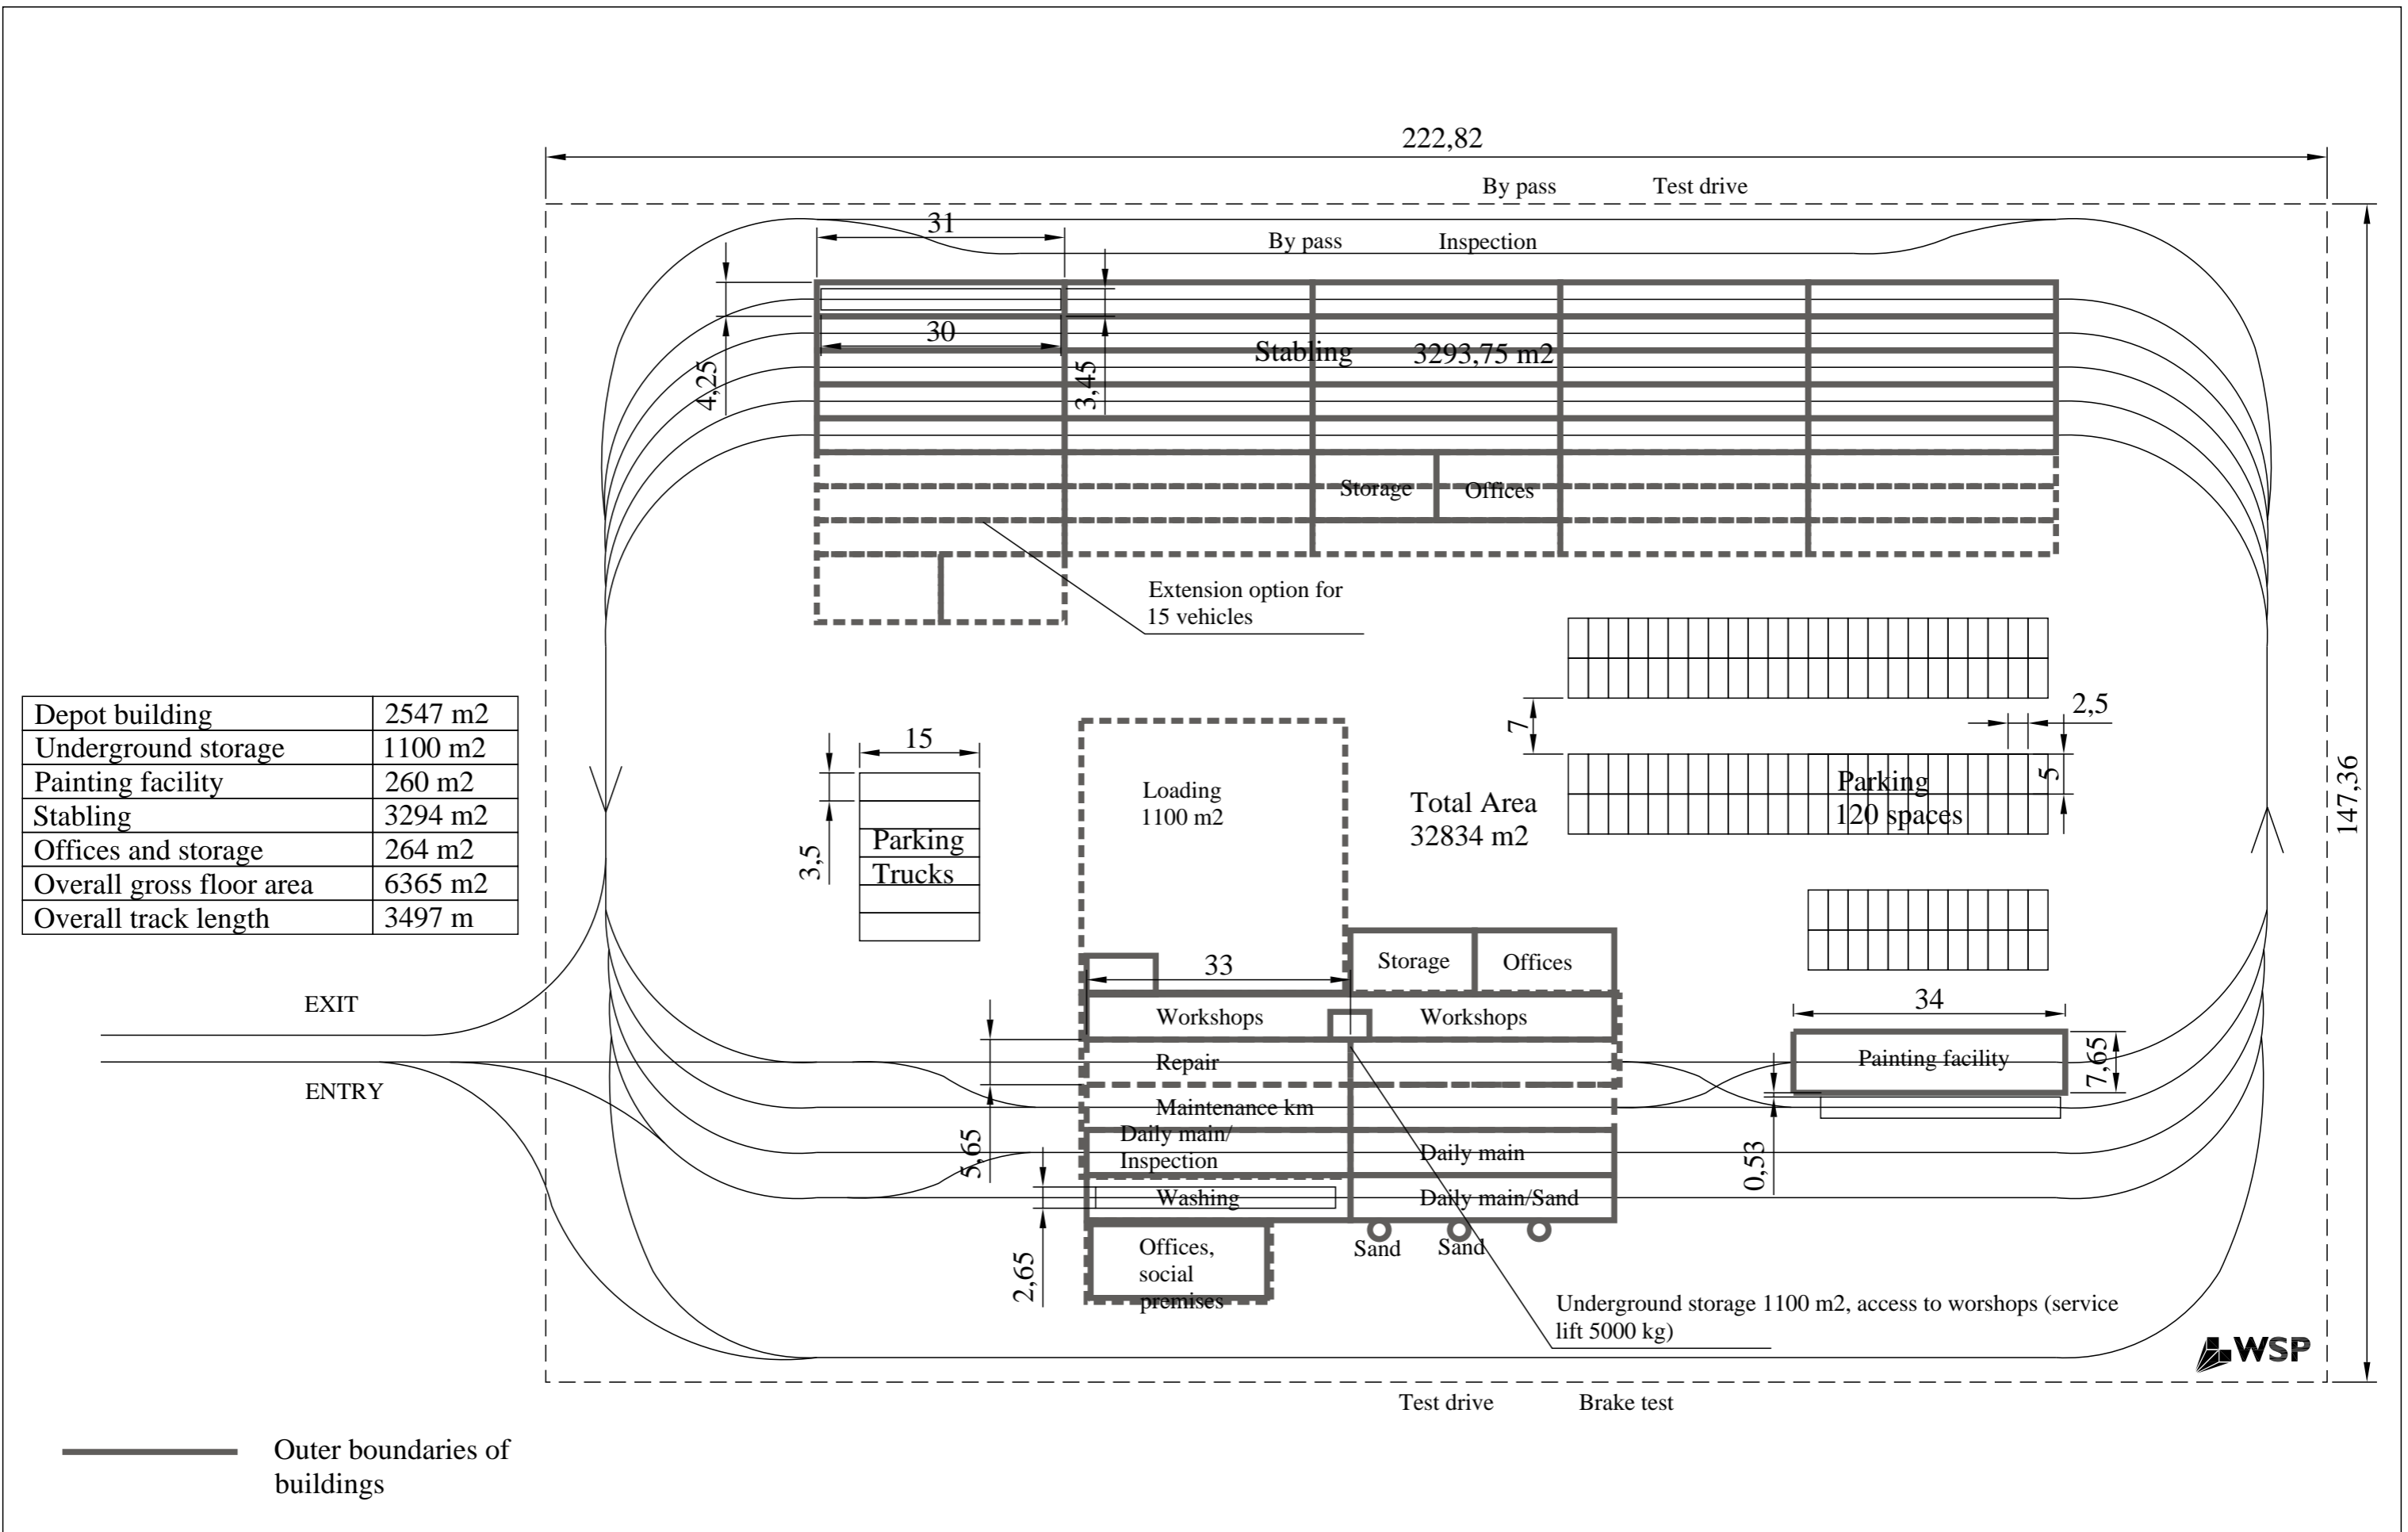 222,82
By pass
Test drive
31
By pass
Inspection
30
Stabling
3293,75 m2
4,25
3,45
Storage
Offices
Extension option for
15 vehicles
Depot building 2547 m2
Underground storage 1100 m2
Painting facility 260 m2
Stabling 3294 m2
Offices and storage 264 m2
Overall gross floor area 6365 m2
Overall track length 3497 m
15
3,5
Parking
Trucks
Loading
1100 m2
Total Area
32834 m2
7
2,5
5
Parking
120 spaces
147,36
EXIT
ENTRY
33
Storage
Offices
Workshops
Workshops
Repair
Maintenance km
Daily main/
Inspection
Daily main
Washing
Daily main/Sand
5,65
2,65
Offices,
social
premises
Sand
Sand
34
Painting facility
7,65
0,53
Underground storage 1100 m2, access to worshops (service
lift 5000 kg)
WSP
Test drive
Brake test
Outer boundaries of
buildings